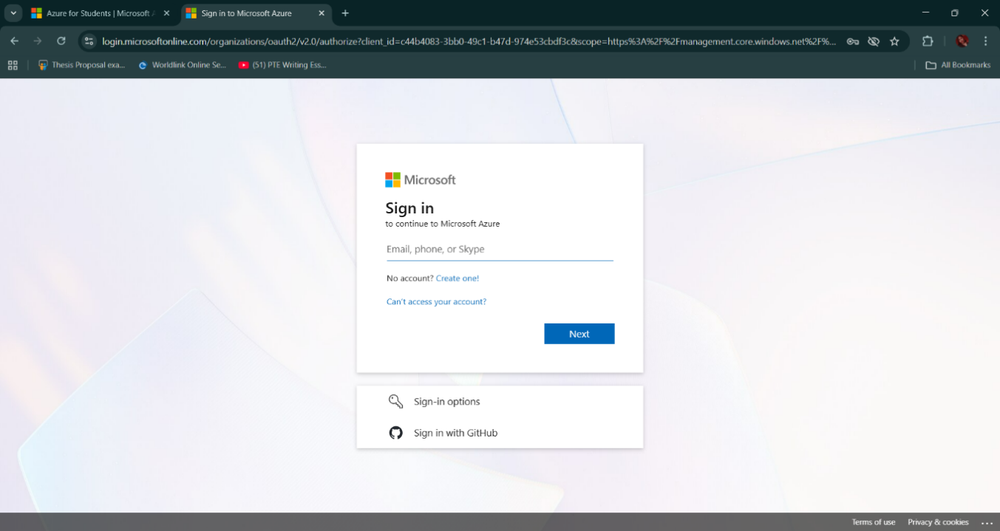 Azure for Students | Microsoft A
Sign in to Microsoft Azure
login.microsoftonline.com/organizations/oauth2/v2.0/authorize?client_id=c44b4083-3bb0-49c1-b47d-974e53cbdf3c&scope=https%3A%2F%2Fmanagement.core.windows.net%2F%...
Thesis Proposal exa...
Worldlink Online Se...
(51) PTE Writing Ess...
All Bookmarks
Microsoft
Sign in
to continue to Microsoft Azure
Email, phone, or Skype
No account? Create one!
Can't access your account?
Next
Sign-in options
Sign in with GitHub
Terms of use Privacy & cookies ...